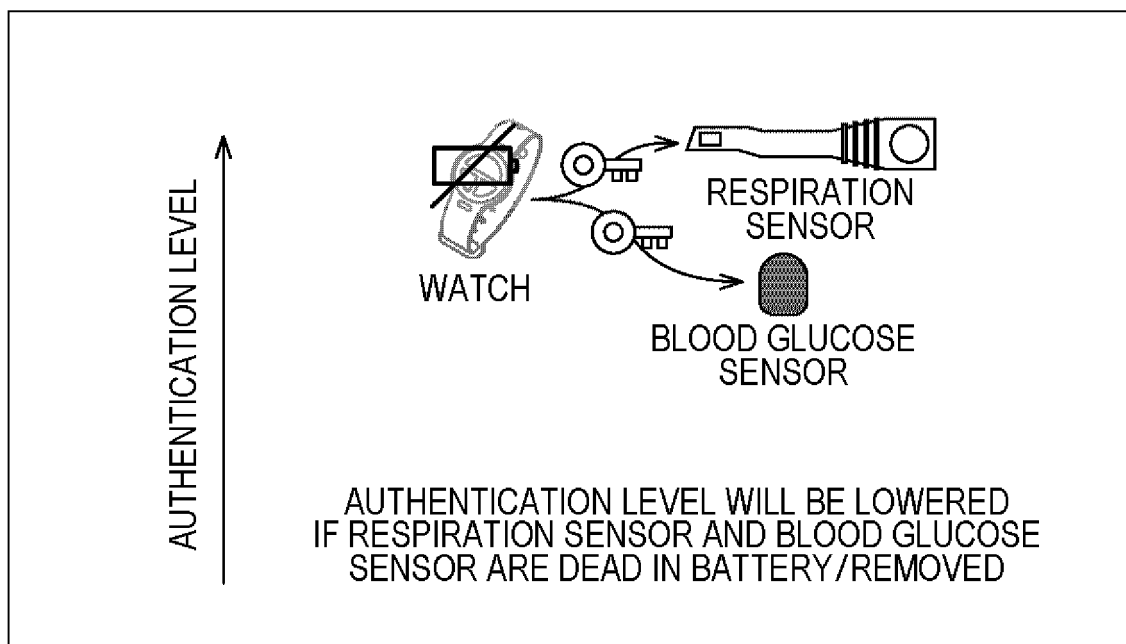 AUTHENTICATION LEVEL
WATCH
RESPIRATION
SENSOR
BLOOD GLUCOSE
SENSOR
AUTHENTICATION LEVEL WILL BE LOWERED
IF RESPIRATION SENSOR AND BLOOD GLUCOSE
SENSOR ARE DEAD IN BATTERY/REMOVED